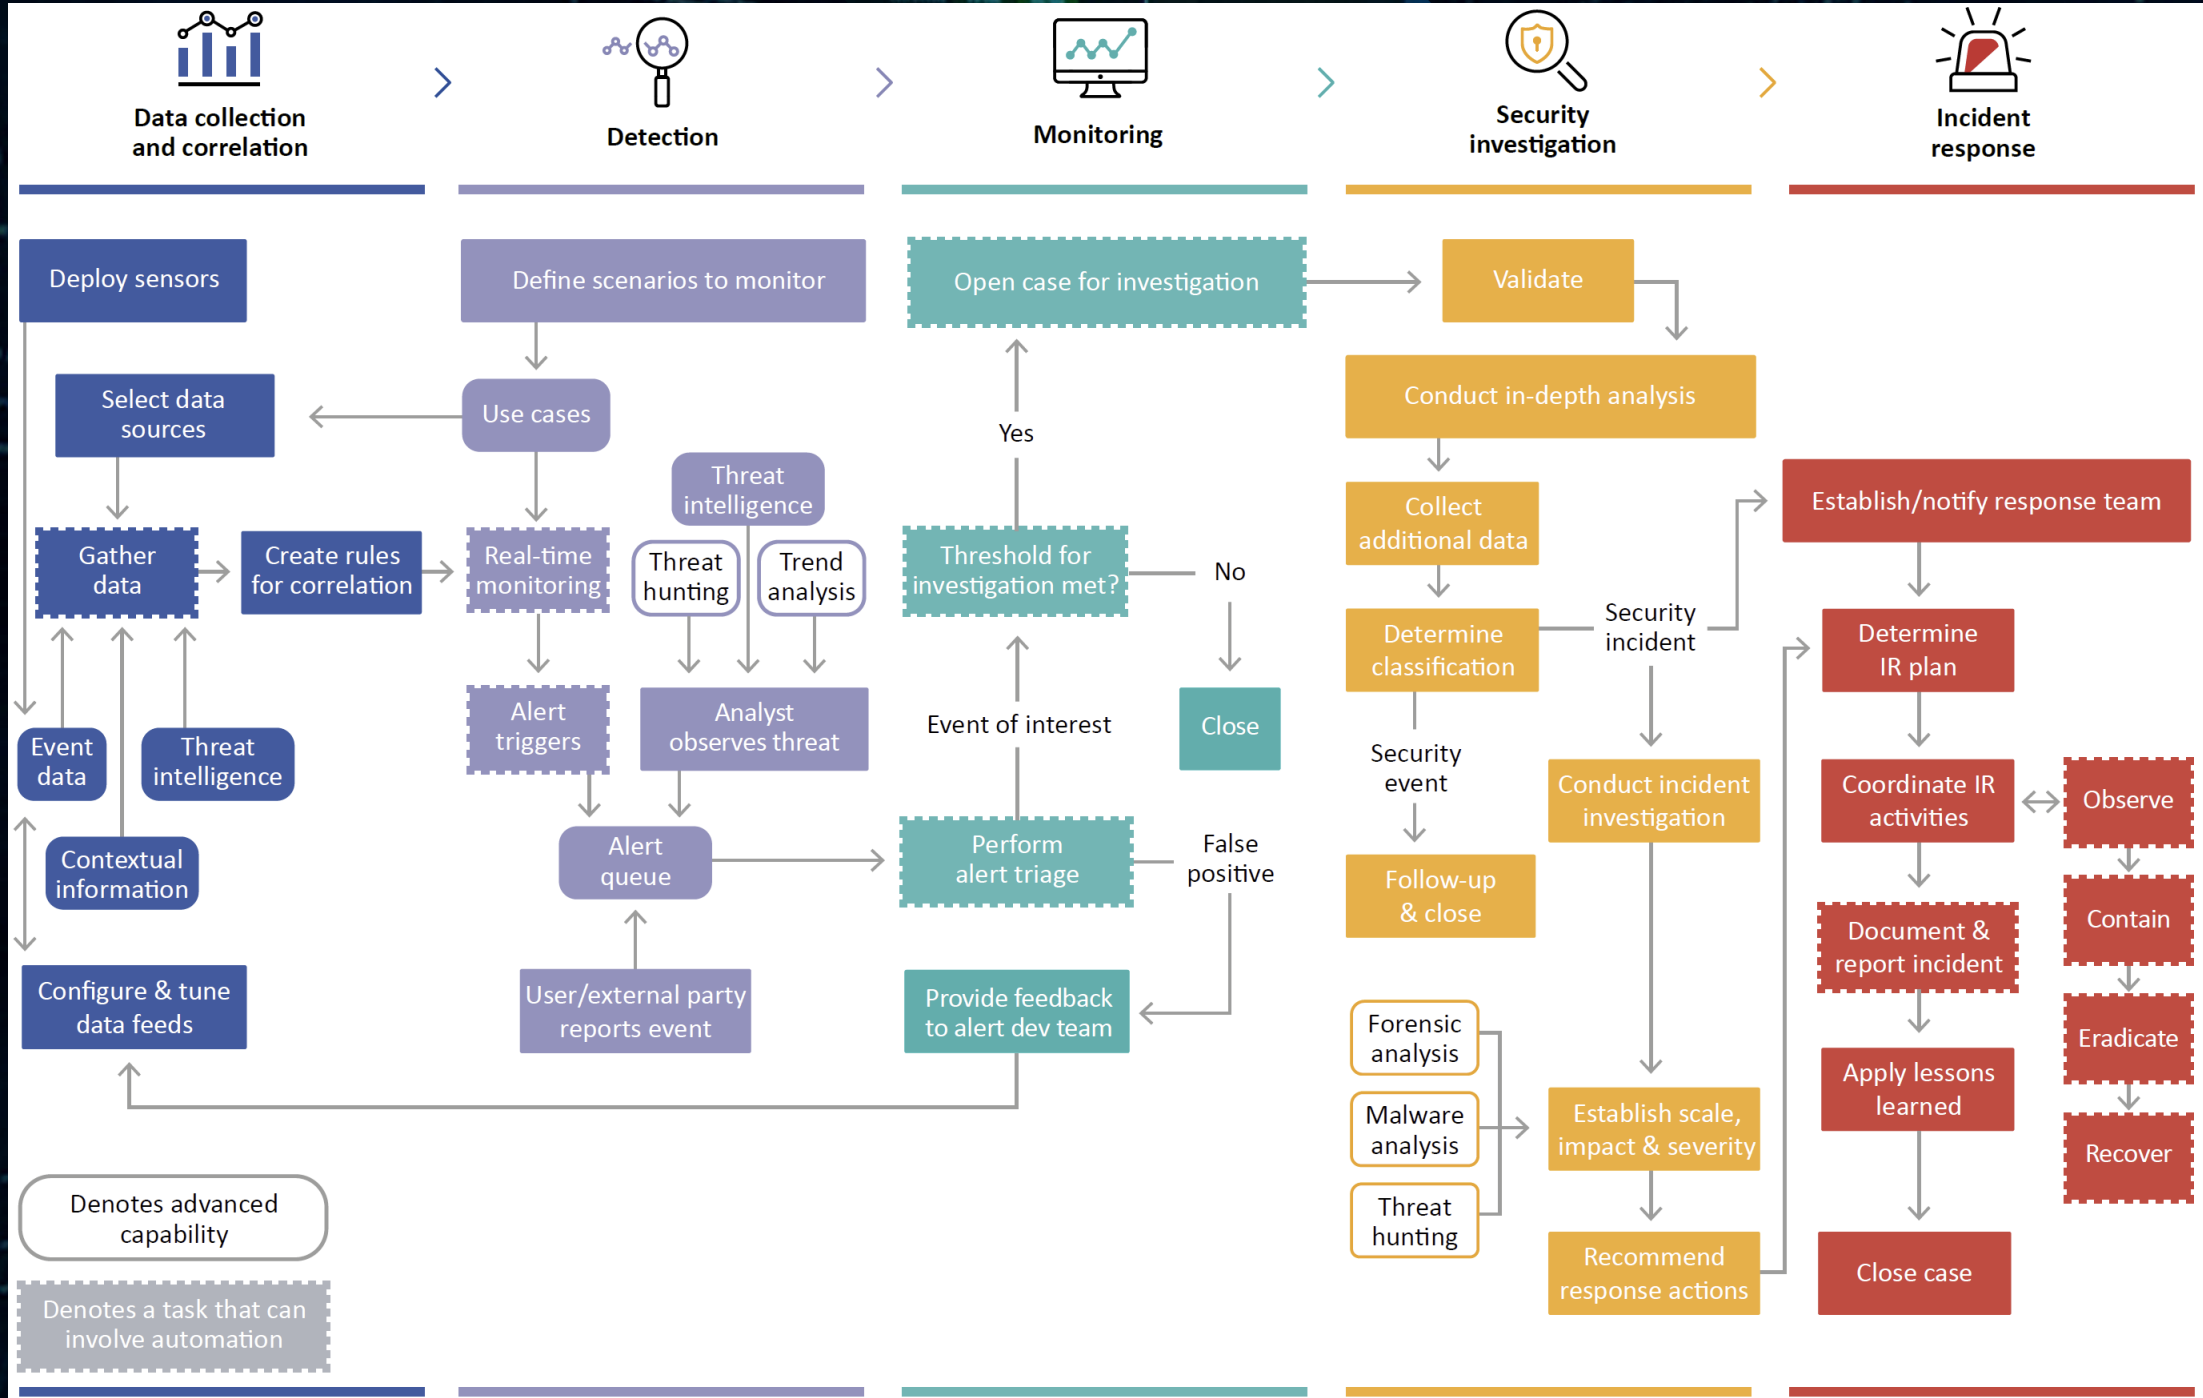 Data collection
and correlation
Detection
Monitoring
Security
investigation
Incident
response
Deploy sensors
Select data
sources
Gather
data
Create rules
for correlation
Event
data
Threat
intelligence
Contextual
information
Configure & tune
data feeds
Denotes advanced
capability
Denotes a task that can
involve automation
Define scenarios to monitor
Use cases
Threat
intelligence
Real-time
monitoring
Threat
hunting
Trend
analysis
Alert
triggers
Analyst
observes threat
Alert
queue
User/external party
reports event
Open case for investigation
Yes
Threshold for
investigation met?
No
Event of interest
Close
Perform
alert triage
False
positive
Provide feedback
to alert dev team
Validate
Conduct in-depth analysis
Collect
additional data
Determine
classification
Security
incident
Security
event
Conduct incident
investigation
Follow-up
& close
Forensic
analysis
Malware
analysis
Threat
hunting
Establish scale,
impact & severity
Recommend
response actions
Establish/notify response team
Determine
IR plan
Coordinate IR
activities
Observe
Contain
Document &
report incident
Eradicate
Apply lessons
learned
Recover
Close case